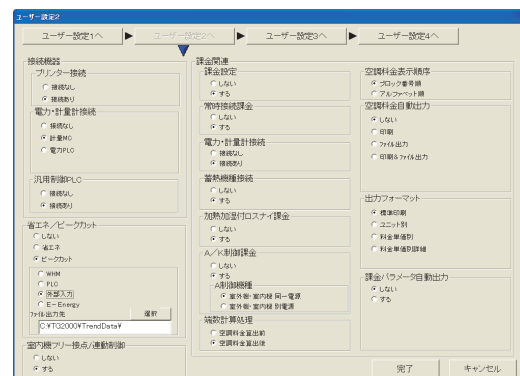 ユーザー設定2
ユーザー設定1へ
ユーザー設定2へ
ユーザー設定3へ
ユーザー設定4へ
接続機器
プリンター接続
接続なし
接続あり
電力・計量計接続
接続なし
計量MC
電力PLC
汎用制御PLC
接続なし
接続あり
省エネ／ピークカット
しない
省エネ
ピークカット
WHM
PLC
外部入力
E-Energy
ファイル出力先
選択
C:¥TG2000¥TrendData¥
室内機フリー接点/連動制御
しない
する
課金関連
課金設定
しない
する
常時接続課金
しない
する
電力・計量計接続
接続なし
接続あり
蓄熱機種接続
しない
する
加熱加湿付ロスナイ課金
しない
する
A／K制御課金
しない
する
A制御機種
室外機・室内機 同一電源
室外機・室内機 別電源
端数計算処理
空調料金算出前
空調料金算出後
空調料金表示順序
ブロック番号順
アルファベット順
空調料金自動出力
しない
印刷
ファイル出力
印刷&ファイル出力
出力フォーマット
標準印刷
ユニット別
料金単価別
料金単価別詳細
課金パラメータ自動出力
しない
する
完了
キャンセル